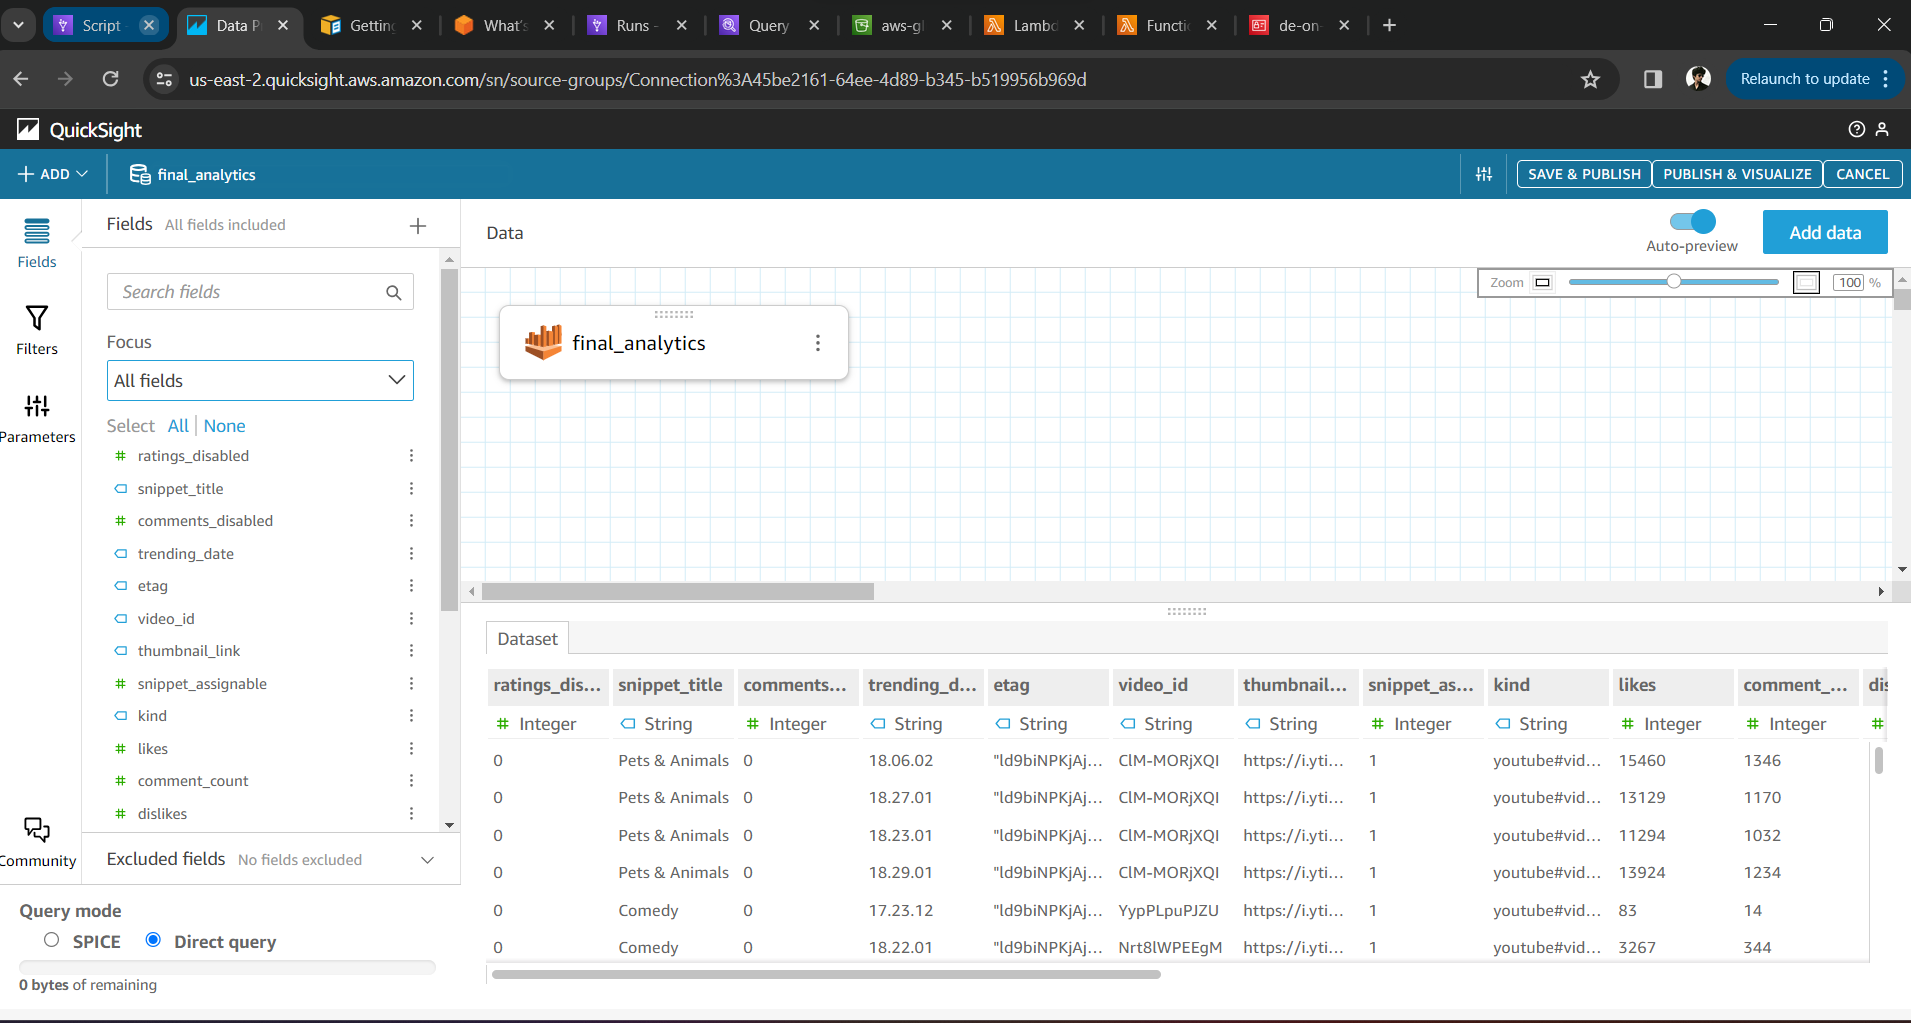 Script
Data P
Getting
What's
Runs -
Query
aws-gl
Lambd
Functio
de-on-
us-east-2.quicksight.aws.amazon.com/sn/source-groups/Connection%3A45be2161-64ee-4d89-b345-b519956b969d
Relaunch to update
QuickSight
ADD
final_analytics
SAVE & PUBLISH
PUBLISH & VISUALIZE
CANCEL
Fields
Filters
Parameters
Community
Fields All fields included
Search fields
Focus
All fields
Select All None
ratings_disabled
snippet_title
comments_disabled
trending_date
etag
video_id
thumbnail_link
snippet_assignable
kind
likes
comment_count
dislikes
Excluded fields No fields excluded
Query mode
SPICE Direct query
0 bytes of remaining
Data
Auto-preview
Add data
Zoom 100 %
final_analytics
Dataset
ratings_dis... snippet_title comments... trending_d... etag video_id thumbnail... snippet_as... kind likes comment_... dis
# Integer String # Integer String String String String # Integer String # Integer # Integer #
0 Pets & Animals 0 18.06.02 "ld9biNPKjAj... ClM-MORjXQI https://i.yti... 1 youtube#vid... 15460 1346
0 Pets & Animals 0 18.27.01 "ld9biNPKjAj... ClM-MORjXQI https://i.yti... 1 youtube#vid... 13129 1170
0 Pets & Animals 0 18.23.01 "ld9biNPKjAj... ClM-MORjXQI https://i.yti... 1 youtube#vid... 11294 1032
0 Pets & Animals 0 18.29.01 "ld9biNPKjAj... ClM-MORjXQI https://i.yti... 1 youtube#vid... 13924 1234
0 Comedy 0 17.23.12 "ld9biNPKjAj... YypPLpuPJZU https://i.yti... 1 youtube#vid... 83 14
0 Comedy 0 18.22.01 "ld9biNPKjAj... Nrt8lWPEEgM https://i.yti... 1 youtube#vid... 3267 344